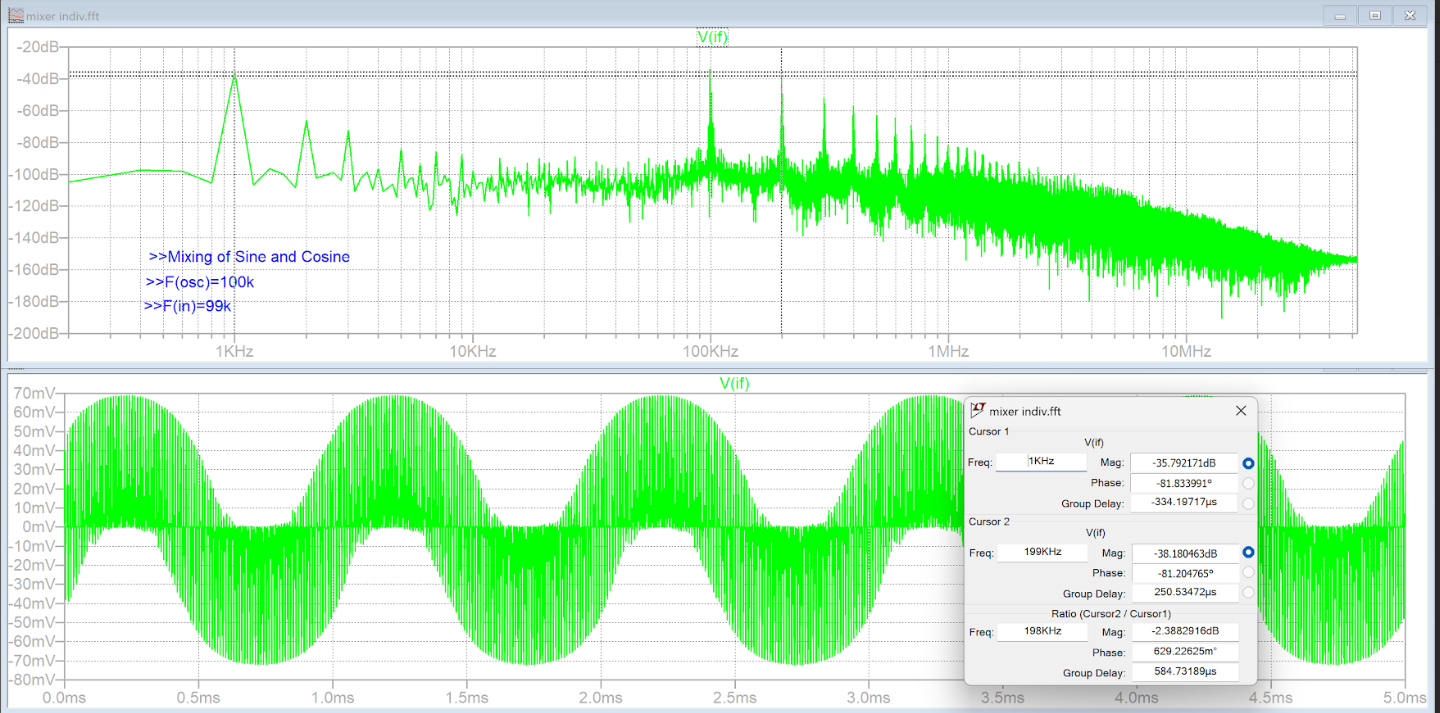 mixer indiv.fft
V(if)
-20dB
-40dB
-60dB
-80dB
-100dB
-120dB
-140dB
-160dB
-180dB
-200dB
>>Mixing of Sine and Cosine
>>F(osc)=100k
>>F(in)=99k
1KHz 10KHz 100KHz 1MHz 10MHz
V(if)
70mV
60mV
50mV
40mV
30mV
20mV
10mV
0mV
-10mV
-20mV
-30mV
-40mV
-50mV
-60mV
-70mV
-80mV
0.0ms 0.5ms 1.0ms 1.5ms 2.0ms 2.5ms 3.0ms 3.5ms 4.0ms 4.5ms 5.0ms
mixer indiv.fft
Cursor 1
V(if)
Freq: 1KHz Mag: -35.792171dB
Phase: -81.833991°
Group Delay: -334.19717µs
Cursor 2
V(if)
Freq: 199KHz Mag: -38.180463dB
Phase: -81.204765°
Group Delay: 250.53472µs
Ratio (Cursor2 / Cursor1)
Freq: 198KHz Mag: -2.3882916dB
Phase: 629.22625m°
Group Delay: 584.73189µs